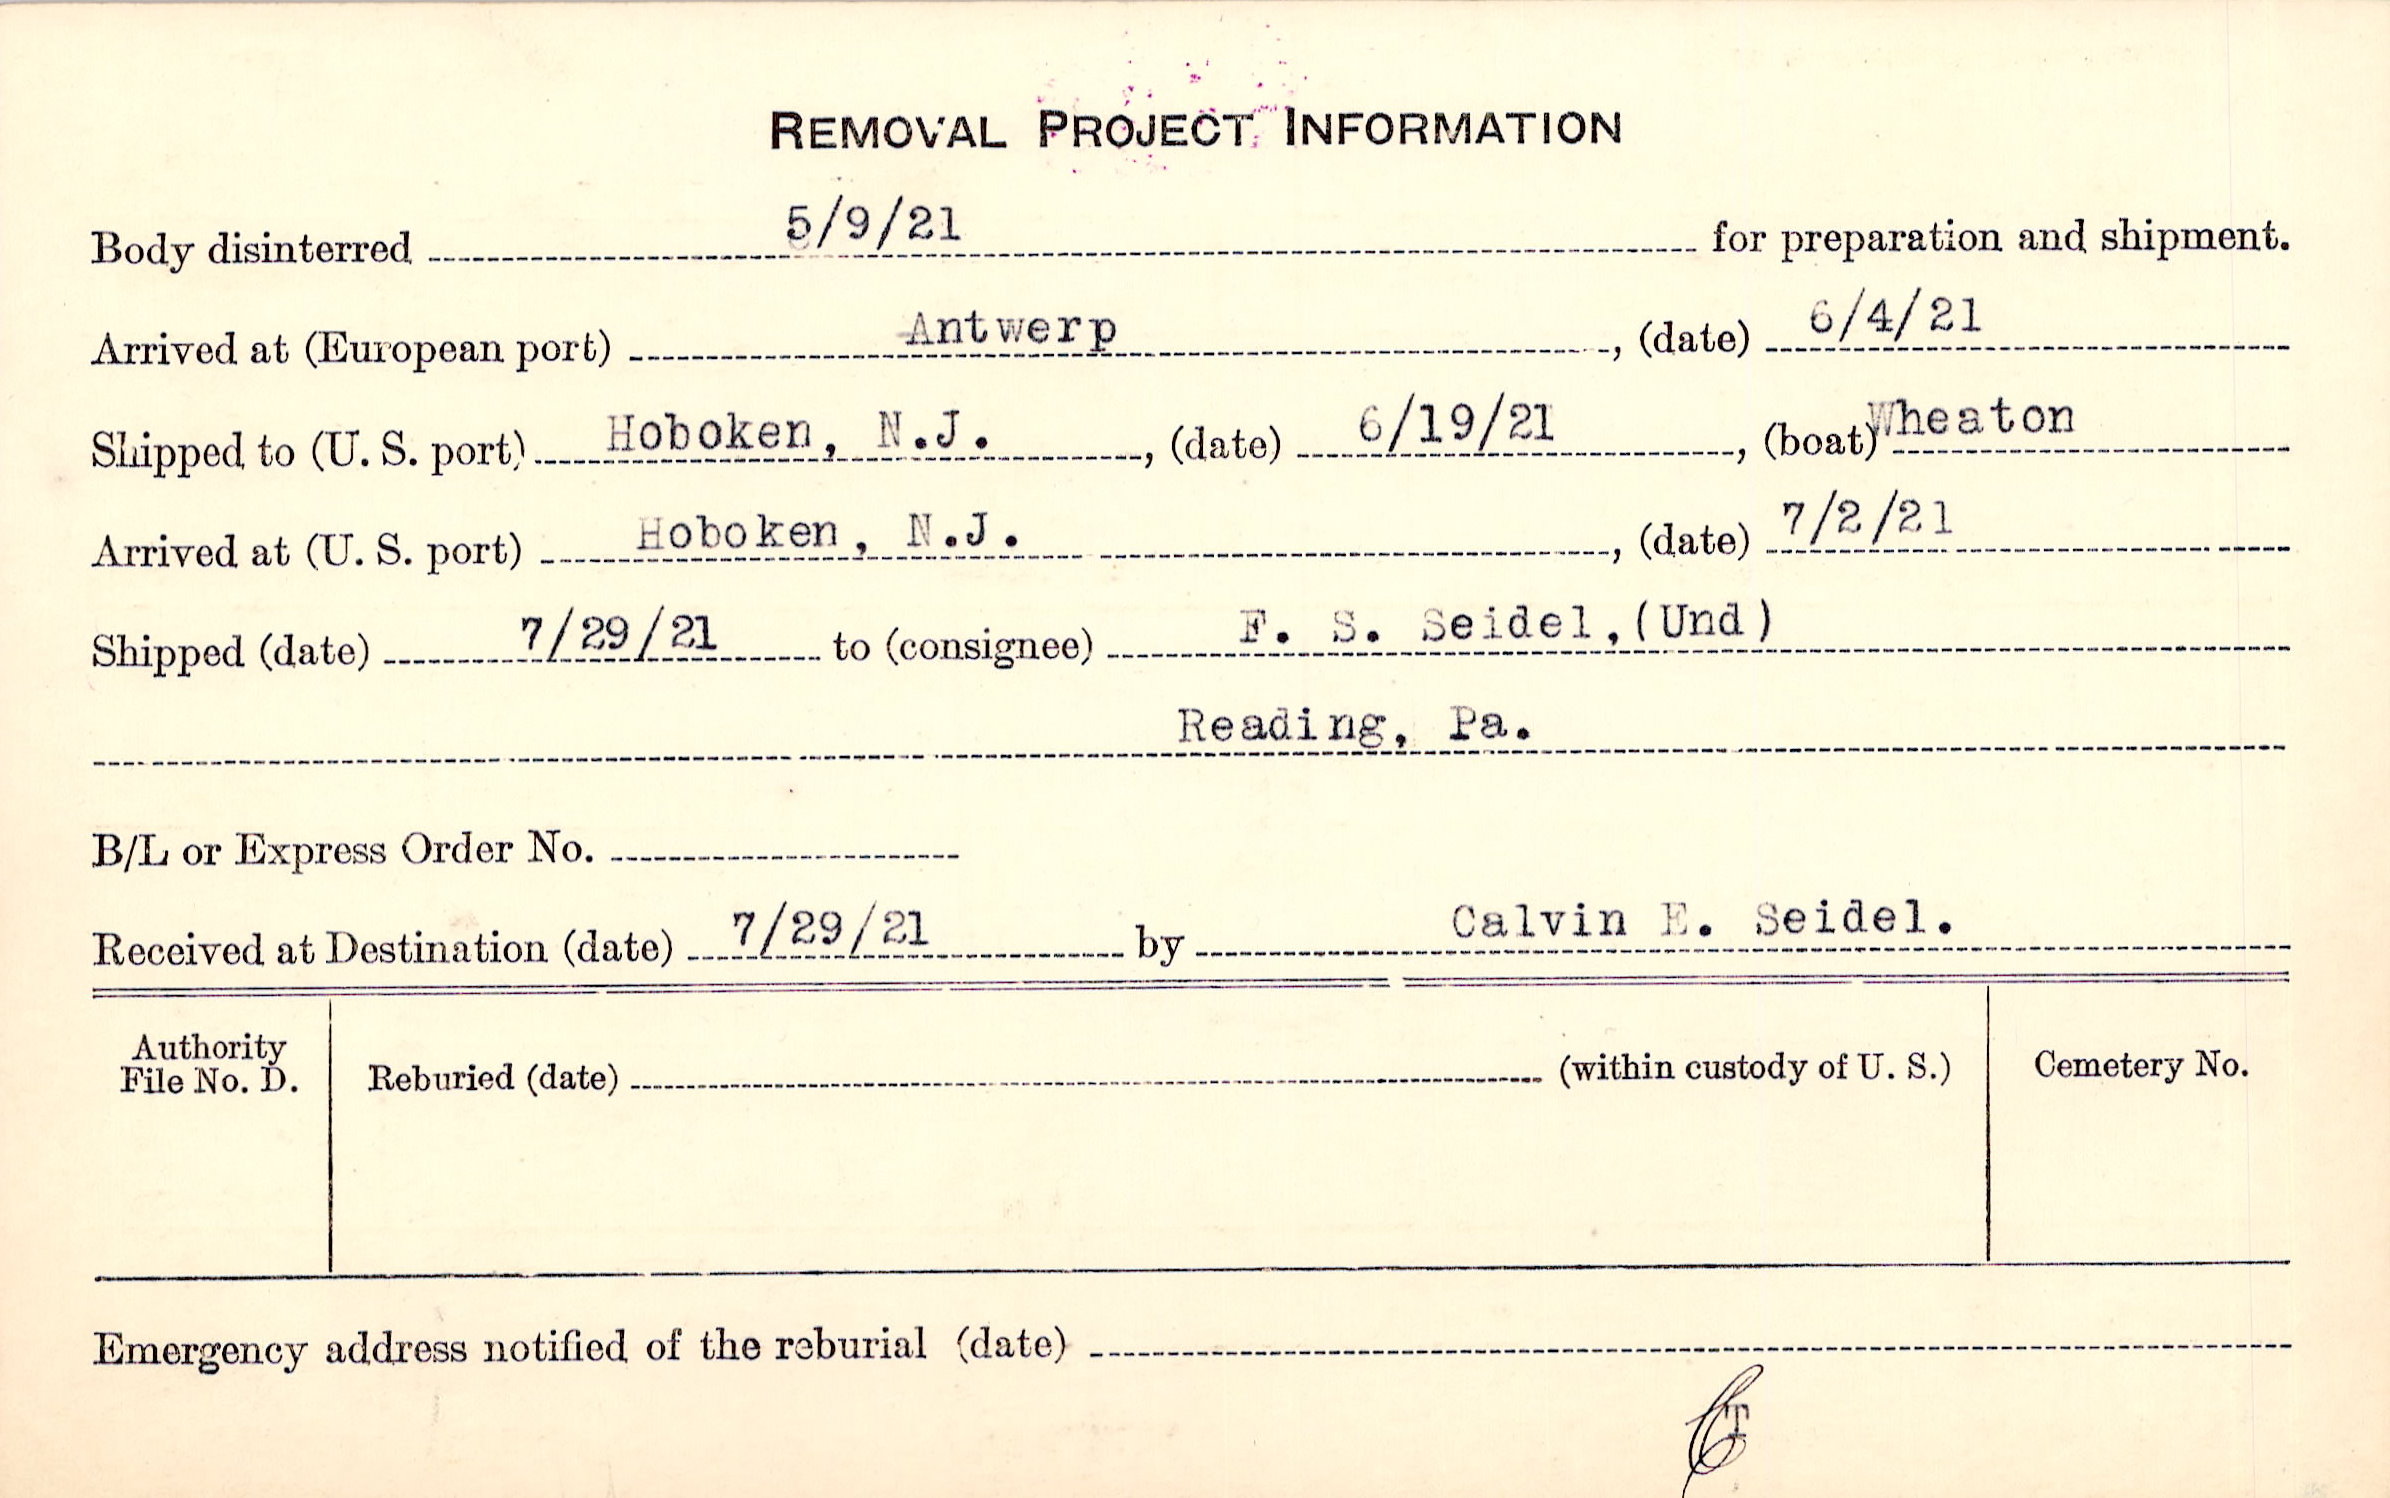 REMOVAL PROJECT INFORMATION
Body disinterred 5/9/21 for preparation and shipment.
Arrived at (European port) Antwerp, (date) 6/4/21
Shipped to (U. S. port) Hoboken, N.J., (date) 6/19/21, (boat) Wheaton
Arrived at (U. S. port) Hoboken, N.J., (date) 7/2/21
Shipped (date) 7/29/21 to (consignee) F. S. Seidel,(Und)
Reading, Pa.
B/L or Express Order No.
Received at Destination (date) 7/29/21 by Calvin E. Seidel.
Authority
File No. D.
Reburied (date) (within custody of U. S.)
Cemetery No.
Emergency address notified of the reburial (date)
T